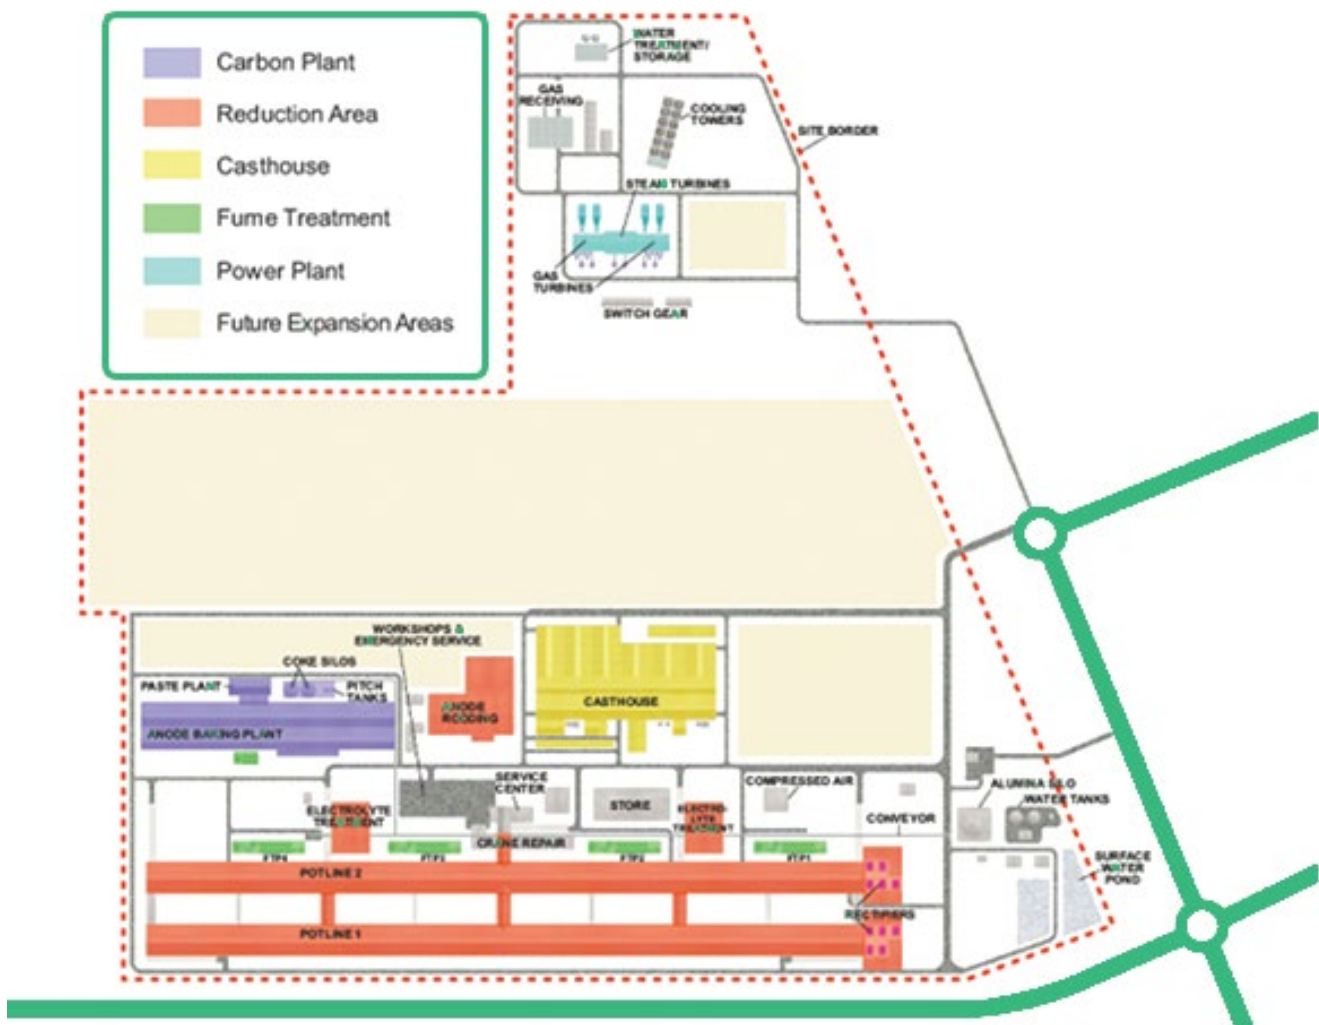 Carbon Plant
Reduction Area
Casthouse
Fume Treatment
Power Plant
Future Expansion Areas
WATER
TREATMENT/
STORAGE
GAS
RECEIVING
COOLING
TOWERS
SITE BORDER
STEAM TURBINES
GAS
TURBINES
SWITCH GEAR
WORKSHOPS &
EMERGENCY SERVICE
COKE SILOS
PASTE PLANT
PITCH
TANKS
ANODE BAKING PLANT
ANODE
RODDING
CASTHOUSE
SERVICE
CENTER
COMPRESSED AIR
ALUMINA SILO
WATER TANKS
ELECTROLYTE
TREATMENT
STORE
ELECTRO-
LYTE
TREATMENT
CONVEYOR
CRANE REPAIR
FTP4
FTP3
FTP2
FTP1
SURFACE
WATER
POND
POTLINE 2
RECTIFIERS
POTLINE 1